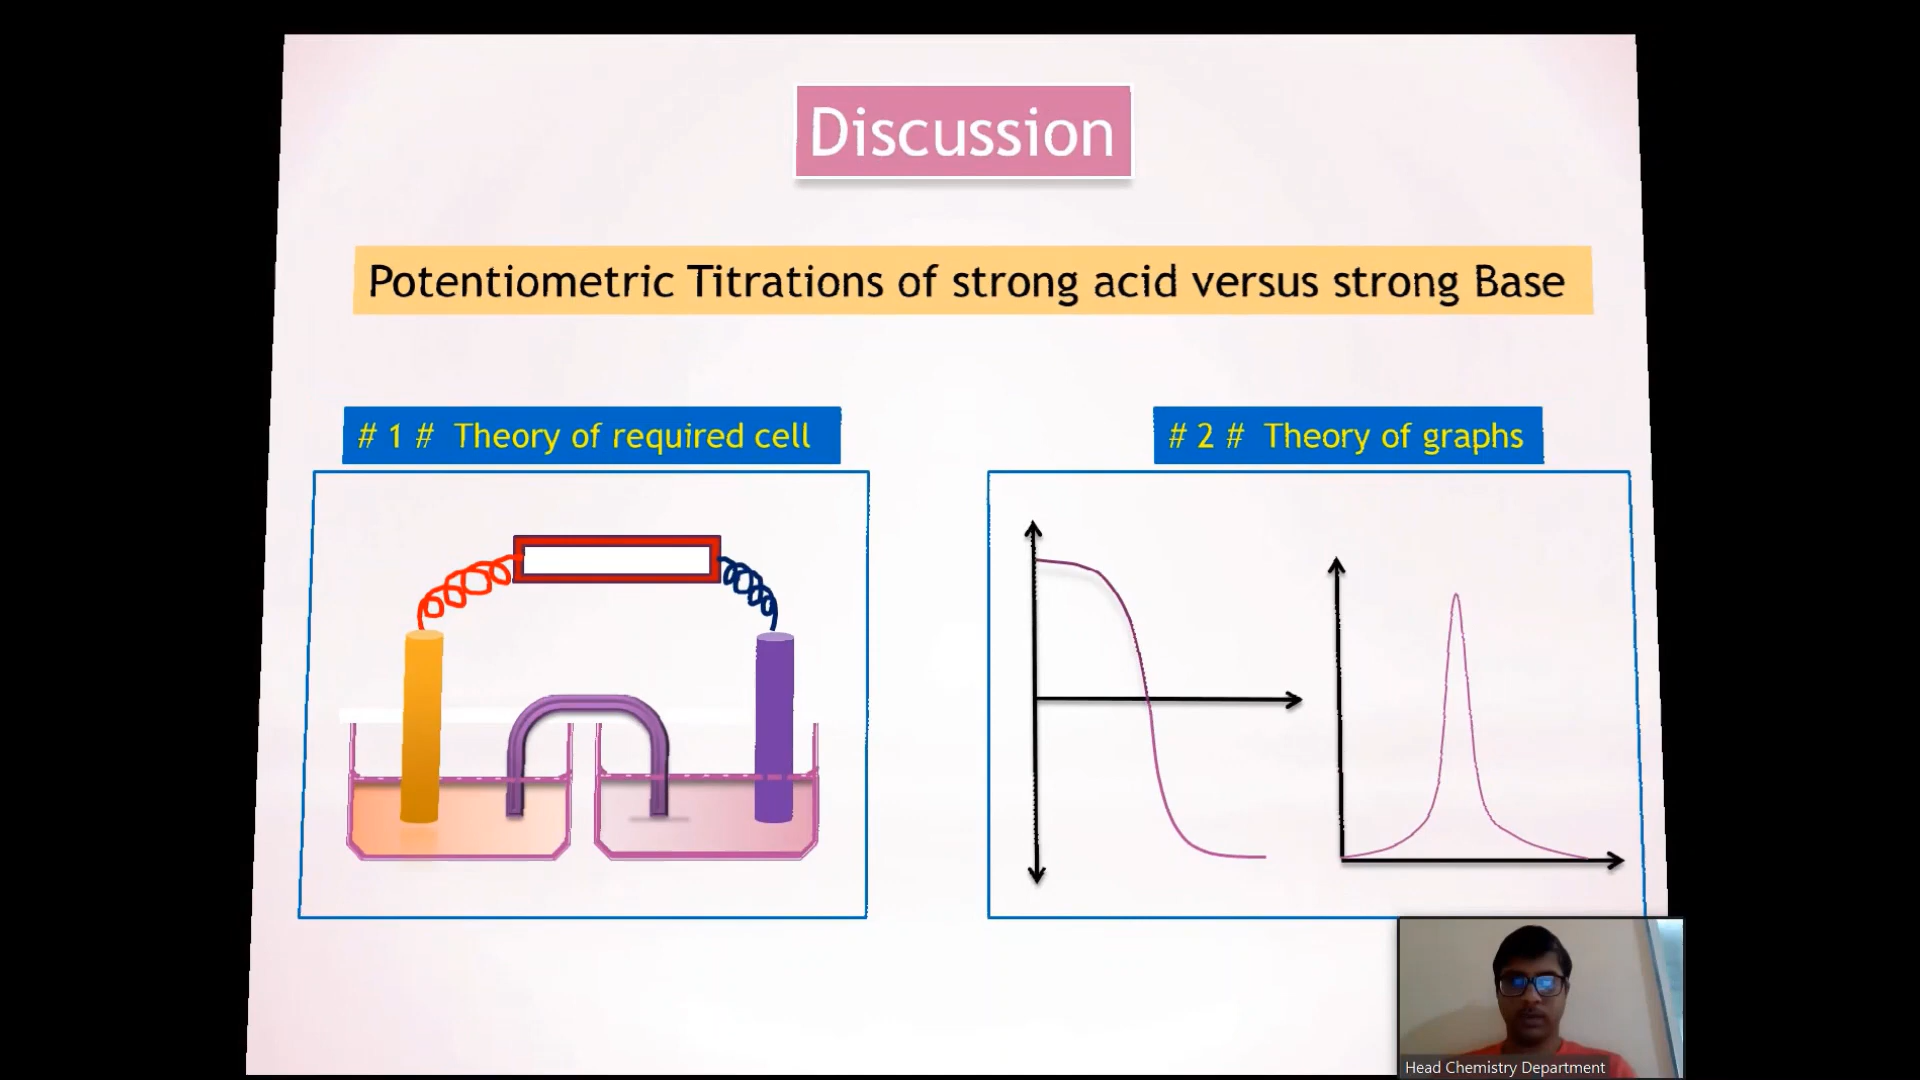 Discussion
Potentiometric Titrations of strong acid versus strong Base
# 1 # Theory of required cell
# 2 # Theory of graphs
Head Chemistry Department